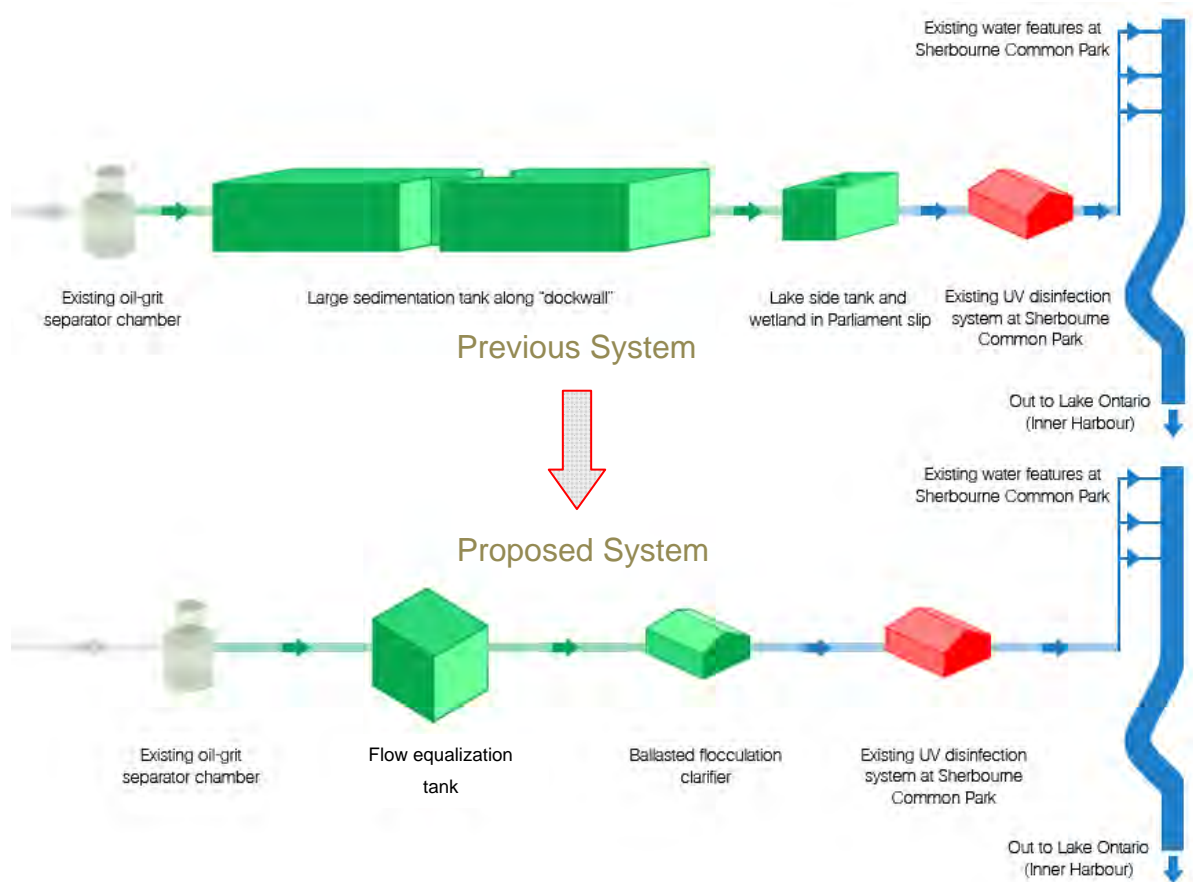 Existing water features at
Sherbourne Common Park
Existing oil-grit
separator chamber
Large sedimentation tank along “dockwall”
Lake side tank and
wetland in Parliament slip
Existing UV disinfection
system at Sherbourne
Common Park
Previous System
Out to Lake Ontario
(Inner Harbour)
Existing water features at
Sherbourne Common Park
Proposed System
Existing oil-grit
separator chamber
Flow equalization
tank
Ballasted flocculation
clarifier
Existing UV disinfection
system at Sherbourne
Common Park
Out to Lake Ontario
(Inner Harbour)